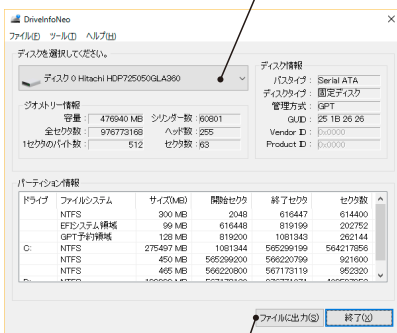 DriveInfoNeo
ファイル(F) ツール(T) ヘルプ(H)
ディスクを選択してください。
ディスク 0 Hitachi HDP725050GLA360
ジオメトリー情報
容量: 476940 MB シリンダー数: 60801
全セクタ数: 976773168 ヘッド数: 255
1セクタのバイト数: 512 セクタ数: 63
ディスク情報
バスタイプ: Serial ATA
ディスクタイプ: 固定ディスク
管理方式: GPT
GUID: 25 1B 26 26
Vendor ID: 0x0000
Product ID: 0x0000
パーティション情報
ドライブ ファイルシステム サイズ(MB) 開始セクタ 終了セクタ セクタ数
NTFS 300 MB 2048 616447 614400
EFIシステム領域 99 MB 616448 819199 202752
GPT予約領域 128 MB 819200 1081343 262144
C: NTFS 275497 MB 1081344 565299199 564217856
NTFS 450 MB 565299200 566220799 921600
NTFS 465 MB 566220800 567173119 952320
ファイルに出力(S) 終了(X)